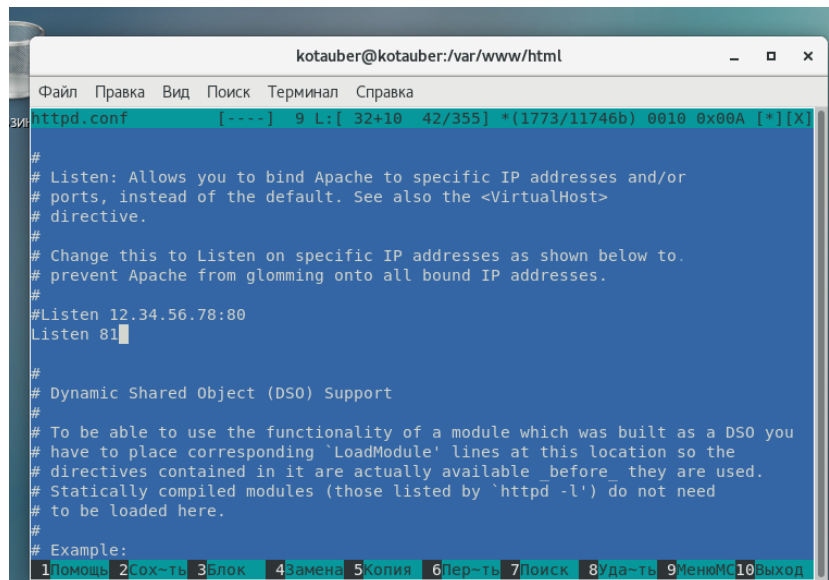 kotauber@kotauber:/var/www/html
Файл Правка Вид Поиск Терминал Справка
httpd.conf [----] 9 L:[ 32+10 42/355] *(1773/11746b) 0010 0x00A [*][X]
#
# Listen: Allows you to bind Apache to specific IP addresses and/or
# ports, instead of the default. See also the <VirtualHost>
# directive.
#
# Change this to Listen on specific IP addresses as shown below to.
# prevent Apache from glomming onto all bound IP addresses.
#
#Listen 12.34.56.78:80
Listen 81
#
# Dynamic Shared Object (DSO) Support
#
# To be able to use the functionality of a module which was built as a DSO you
# have to place corresponding `LoadModule' lines at this location so the
# directives contained in it are actually available _before_ they are used.
# Statically compiled modules (those listed by `httpd -l') do not need
# to be loaded here.
#
# Example:
1Помощь 2Сох~ть 3Блок 4Замена 5Копия 6Пер~ть 7Поиск 8Уда~ть 9МенюMC 10Выход